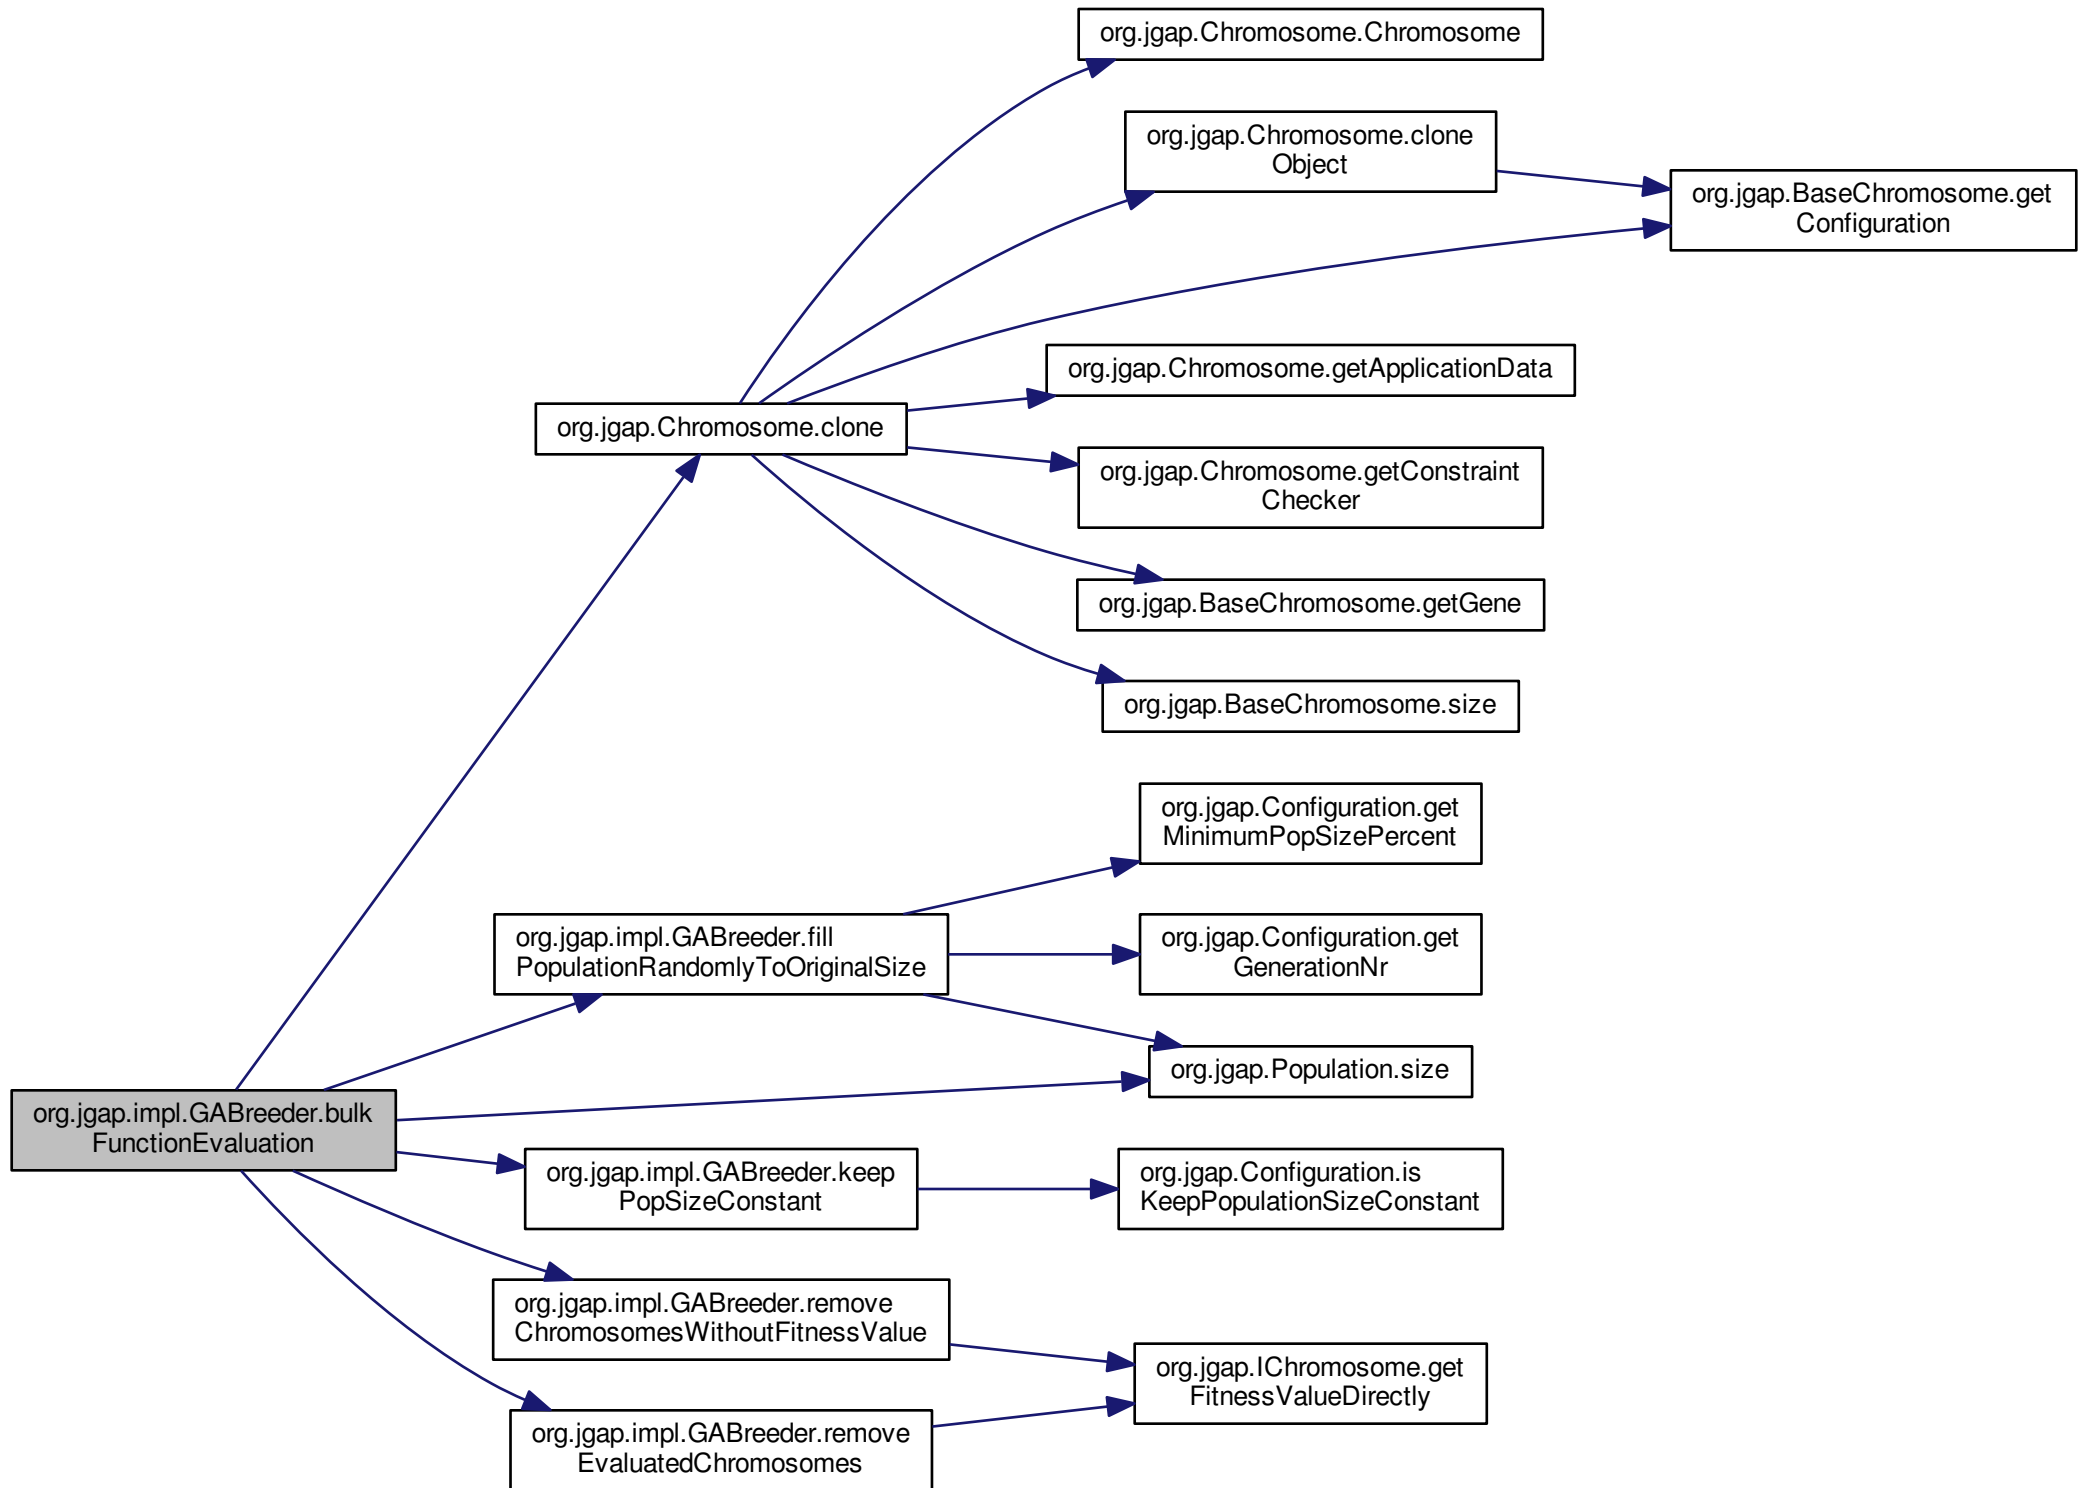 org.jgap.Chromosome.Chromosome
org.jgap.Chromosome.clone
Object
org.jgap.BaseChromosome.get
Configuration
org.jgap.Chromosome.getApplicationData
org.jgap.Chromosome.clone
org.jgap.Chromosome.getConstraint
Checker
org.jgap.BaseChromosome.getGene
org.jgap.BaseChromosome.size
org.jgap.Configuration.get
MinimumPopSizePercent
org.jgap.impl.GABreeder.fill
PopulationRandomlyToOriginalSize
org.jgap.Configuration.get
GenerationNr
org.jgap.Population.size
org.jgap.impl.GABreeder.bulk
FunctionEvaluation
org.jgap.impl.GABreeder.keep
PopSizeConstant
org.jgap.Configuration.is
KeepPopulationSizeConstant
org.jgap.impl.GABreeder.remove
ChromosomesWithoutFitnessValue
org.jgap.IChromosome.get
FitnessValueDirectly
org.jgap.impl.GABreeder.remove
EvaluatedChromosomes